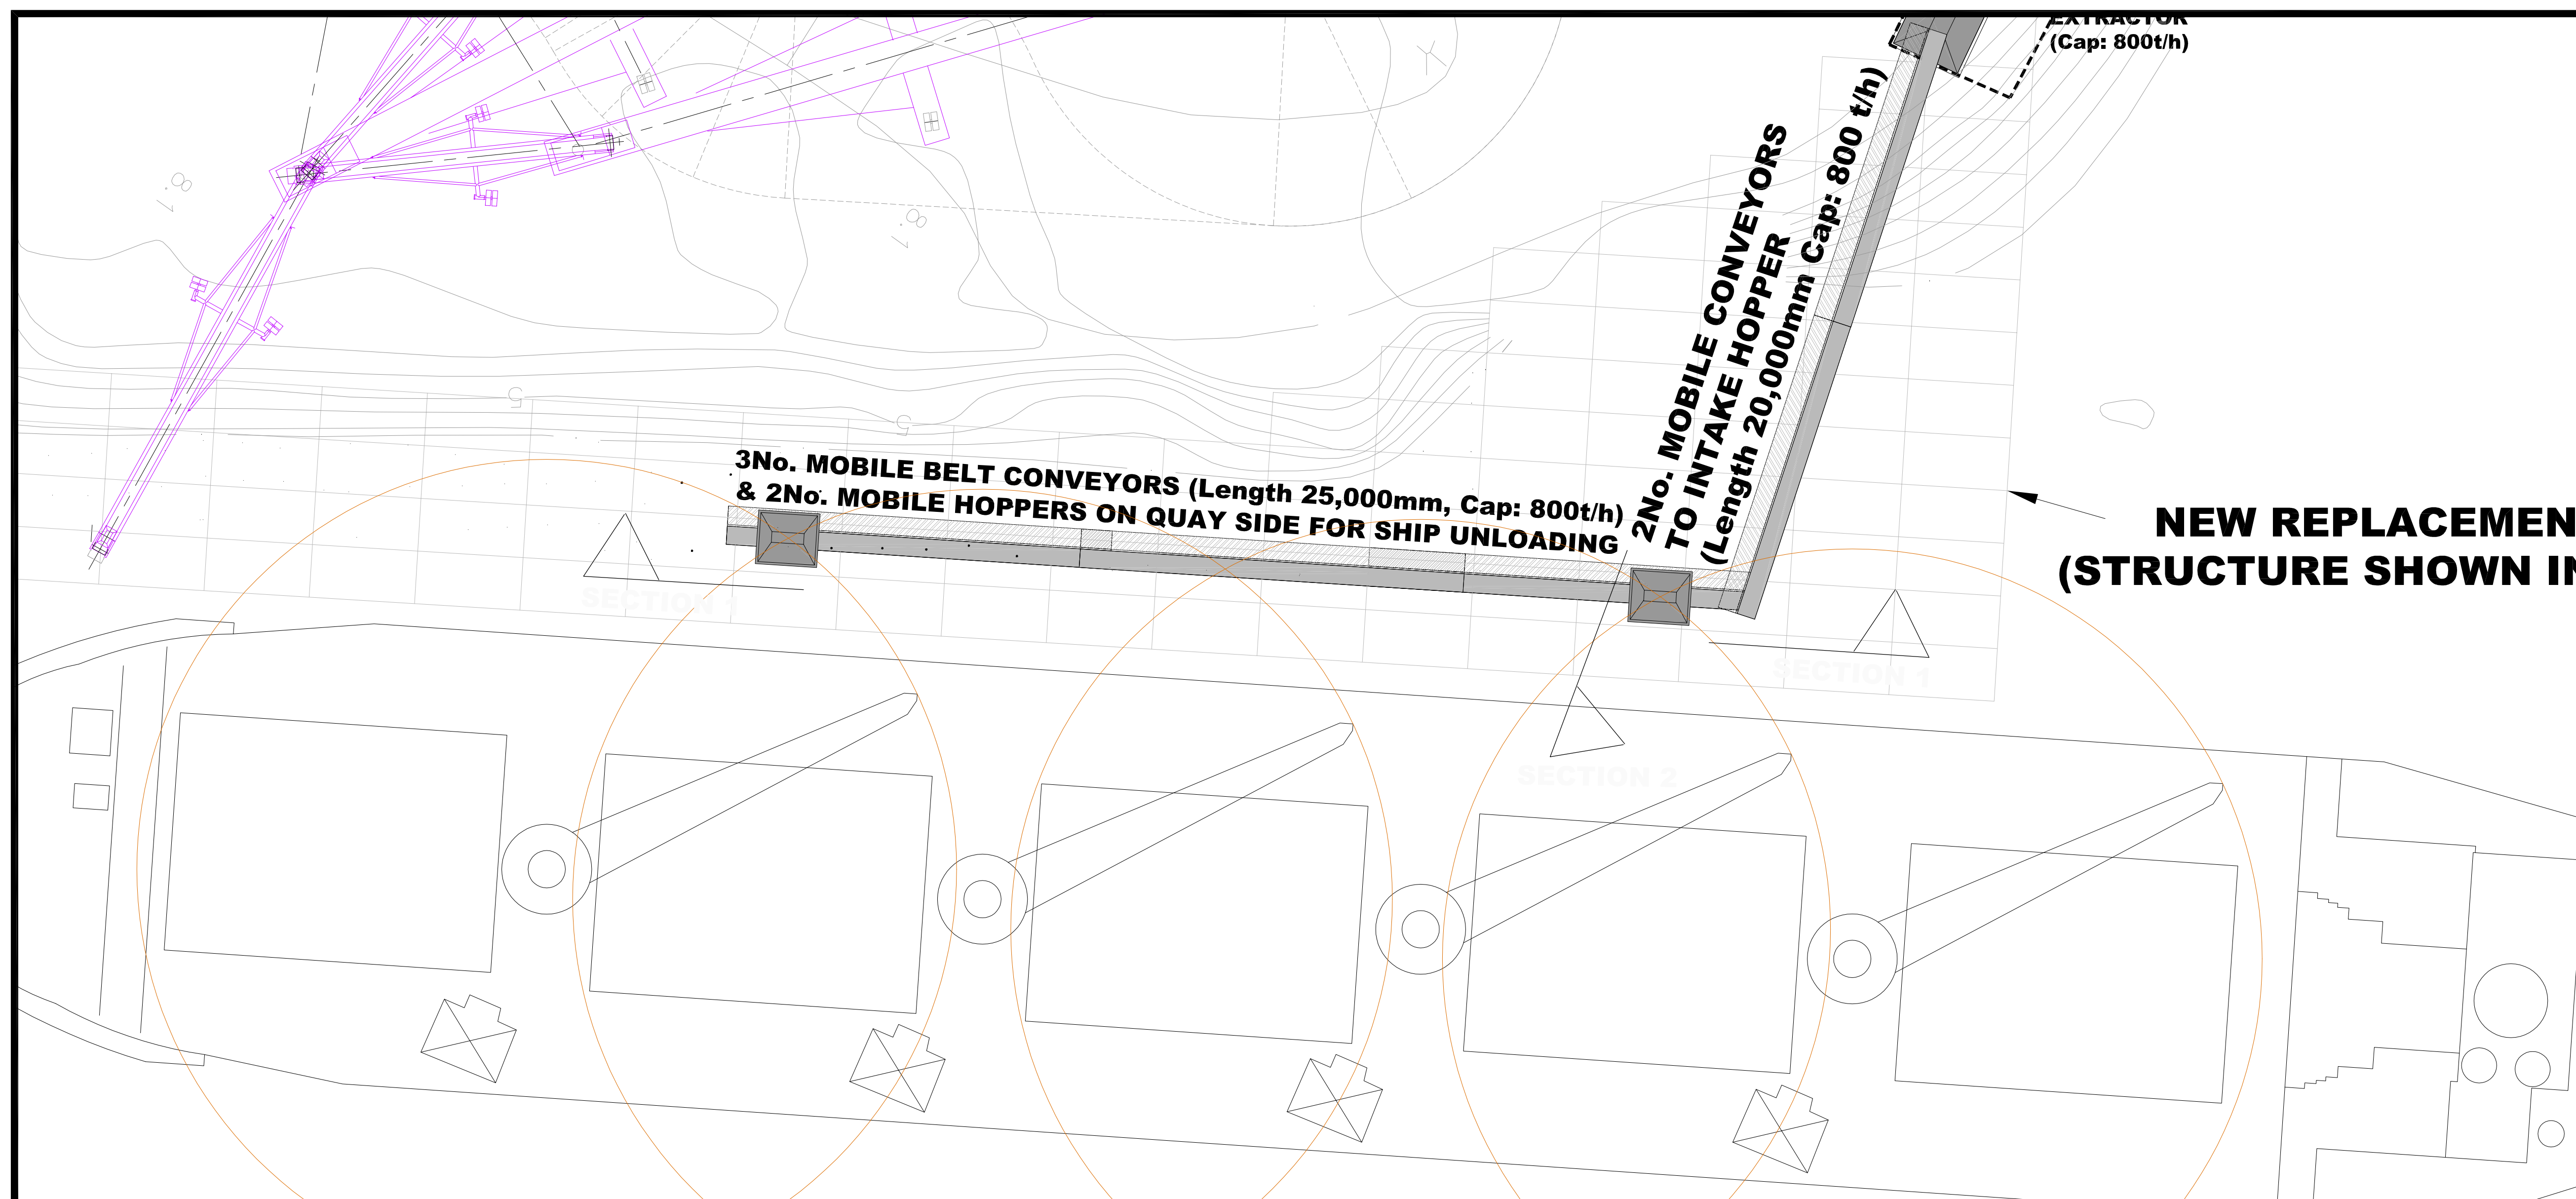 EXTRACTOR
(Cap: 800t/h)
2No. MOBILE CONVEYORS
TO INTAKE HOPPER
(Length 20,000mm Cap: 800 t/h)
3No. MOBILE BELT CONVEYORS (Length 25,000mm, Cap: 800t/h)
& 2No. MOBILE HOPPERS ON QUAY SIDE FOR SHIP UNLOADING
NEW REPLACEMEN
(STRUCTURE SHOWN IN
SECTION 1
SECTION 1
SECTION 2